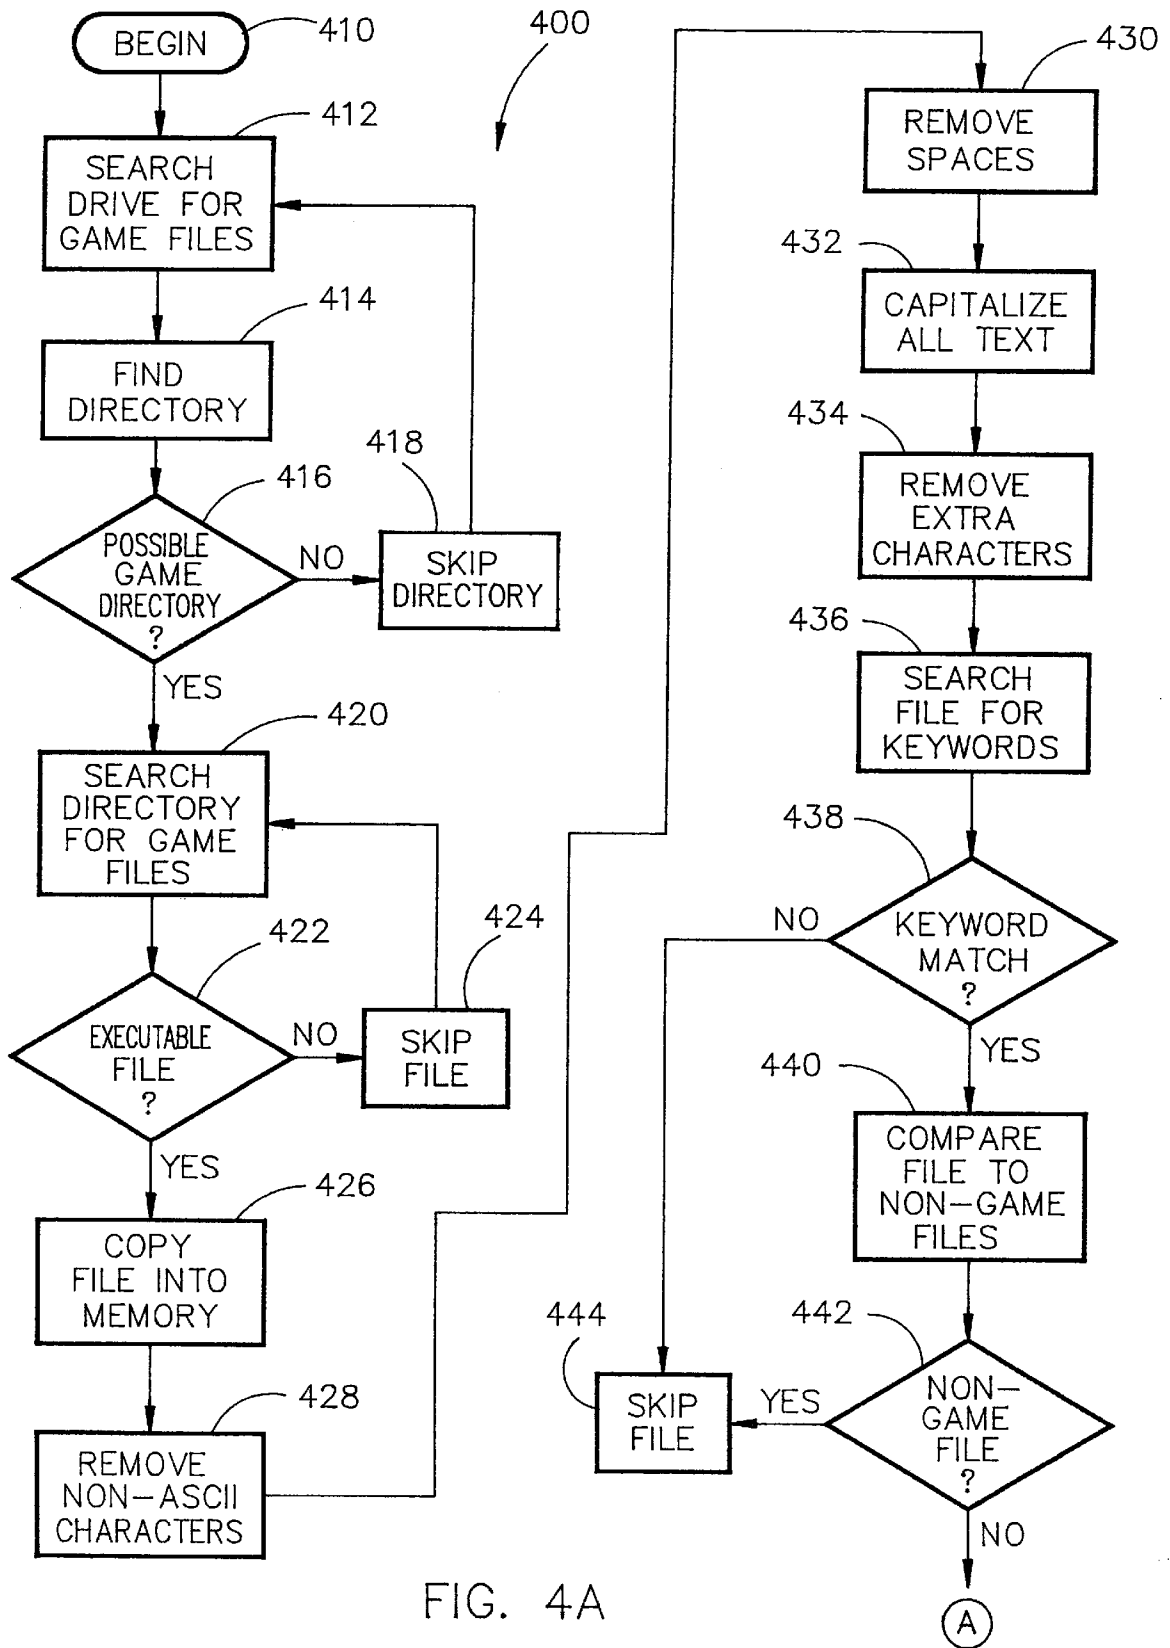 BEGIN
410
400
412
SEARCH
DRIVE FOR
GAME FILES
414
FIND
DIRECTORY
416
418
POSSIBLE
GAME
DIRECTORY
?
NO
SKIP
DIRECTORY
YES
420
SEARCH
DIRECTORY
FOR GAME
FILES
422
424
EXECUTABLE
FILE
?
NO
SKIP
FILE
YES
426
COPY
FILE INTO
MEMORY
428
REMOVE
NON-ASCII
CHARACTERS
430
REMOVE
SPACES
432
CAPITALIZE
ALL TEXT
434
REMOVE
EXTRA
CHARACTERS
436
SEARCH
FILE FOR
KEYWORDS
438
NO
KEYWORD
MATCH
?
YES
440
COMPARE
FILE TO
NON-GAME
FILES
442
444
NON-
GAME
FILE
?
YES
SKIP
FILE
NO
A
FIG. 4A